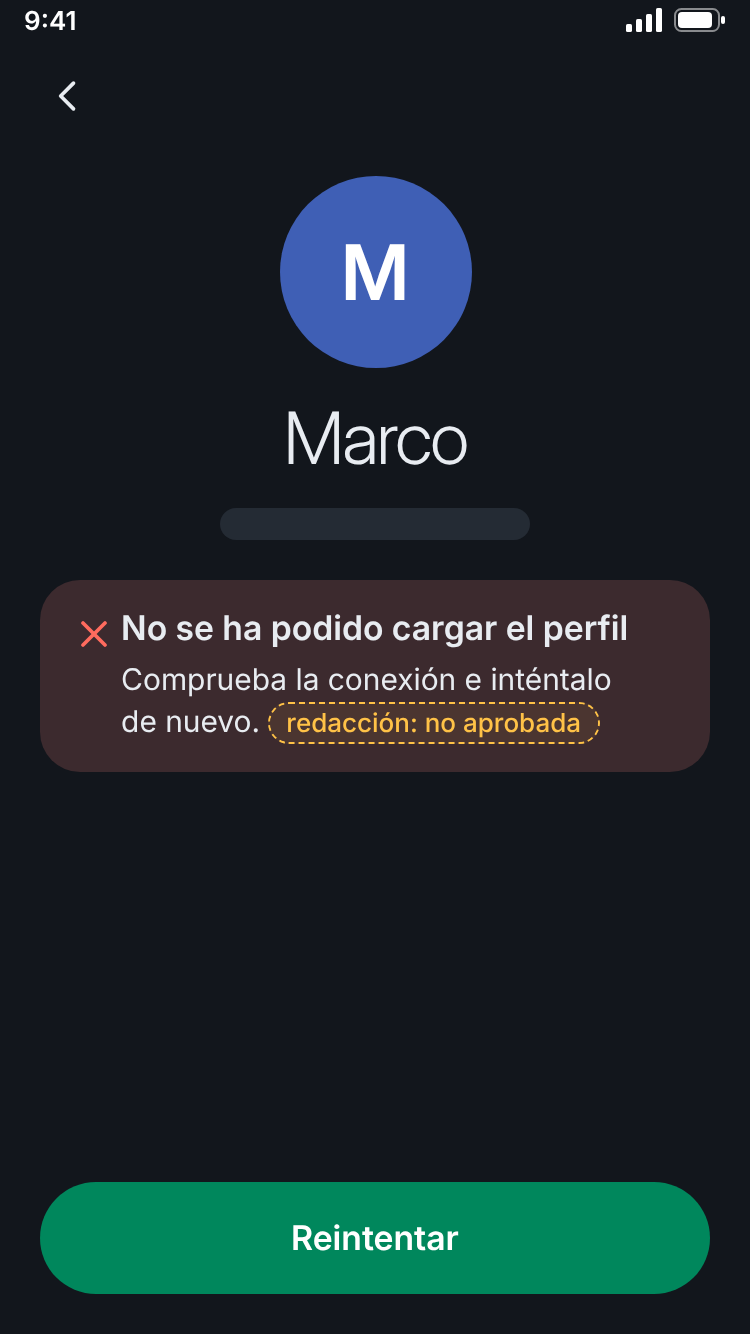 9:41
M
Marco
No se ha podido cargar el perfil
Comprueba la conexión e inténtalo
de nuevo. redacción: no aprobada
Reintentar